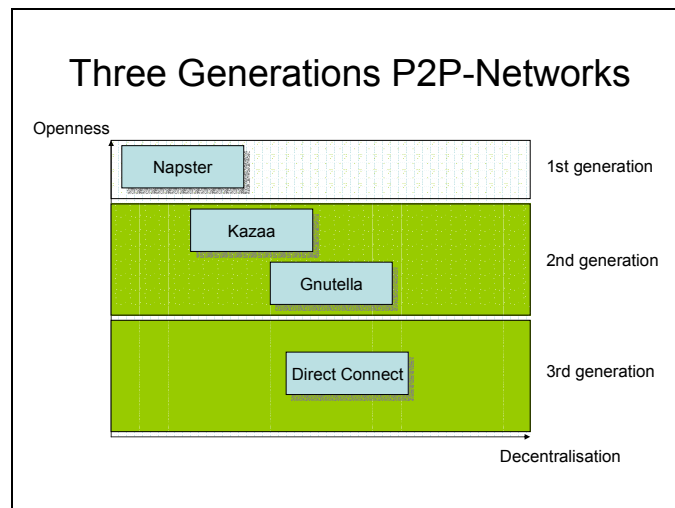 Three Generations P2P-Networks
Openness
Napster
1st generation
Kazaa
2nd generation
Gnutella
Direct Connect
3rd generation
Decentralisation